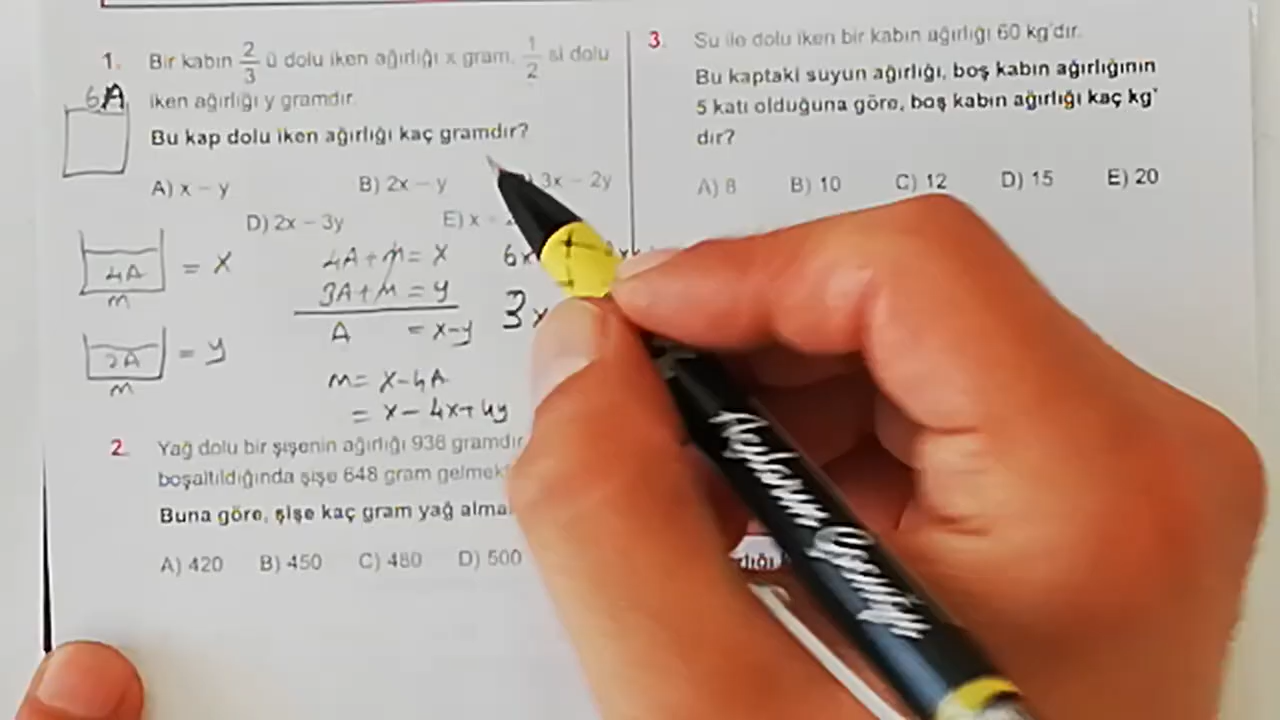 1. Bir kabın 2/3 ü dolu iken ağırlığı x gram, 1/2 si dolu
iken ağırlığı y gramdır.
Bu kap dolu iken ağırlığı kaç gramdır?
A) x – y B) 2x – y 3x – 2y
D) 2x – 3y E) x –
6A
4A = x
m
3A = y
m
4A + m = x
3A + m = y
A = x-y
m = x-4A
= x - 4x + 4y
6x
3x
2. Yağ dolu bir şişenin ağırlığı 936 gramdır
boşaltıldığında şişe
648 gram
Buna göre, şişe kaç gram yağ
A) 420 B) 450 C) 480 D) 500
3. Su ile dolu iken bir kabın ağırlığı 60 kg'dır.
Bu kaptaki suyun ağırlığı, boş kabın ağırlığının
5 katı olduğuna göre, boş kabın ağırlığı kaç kg'
dır?
A) 8 B) 10 C) 12 D) 15 E) 20